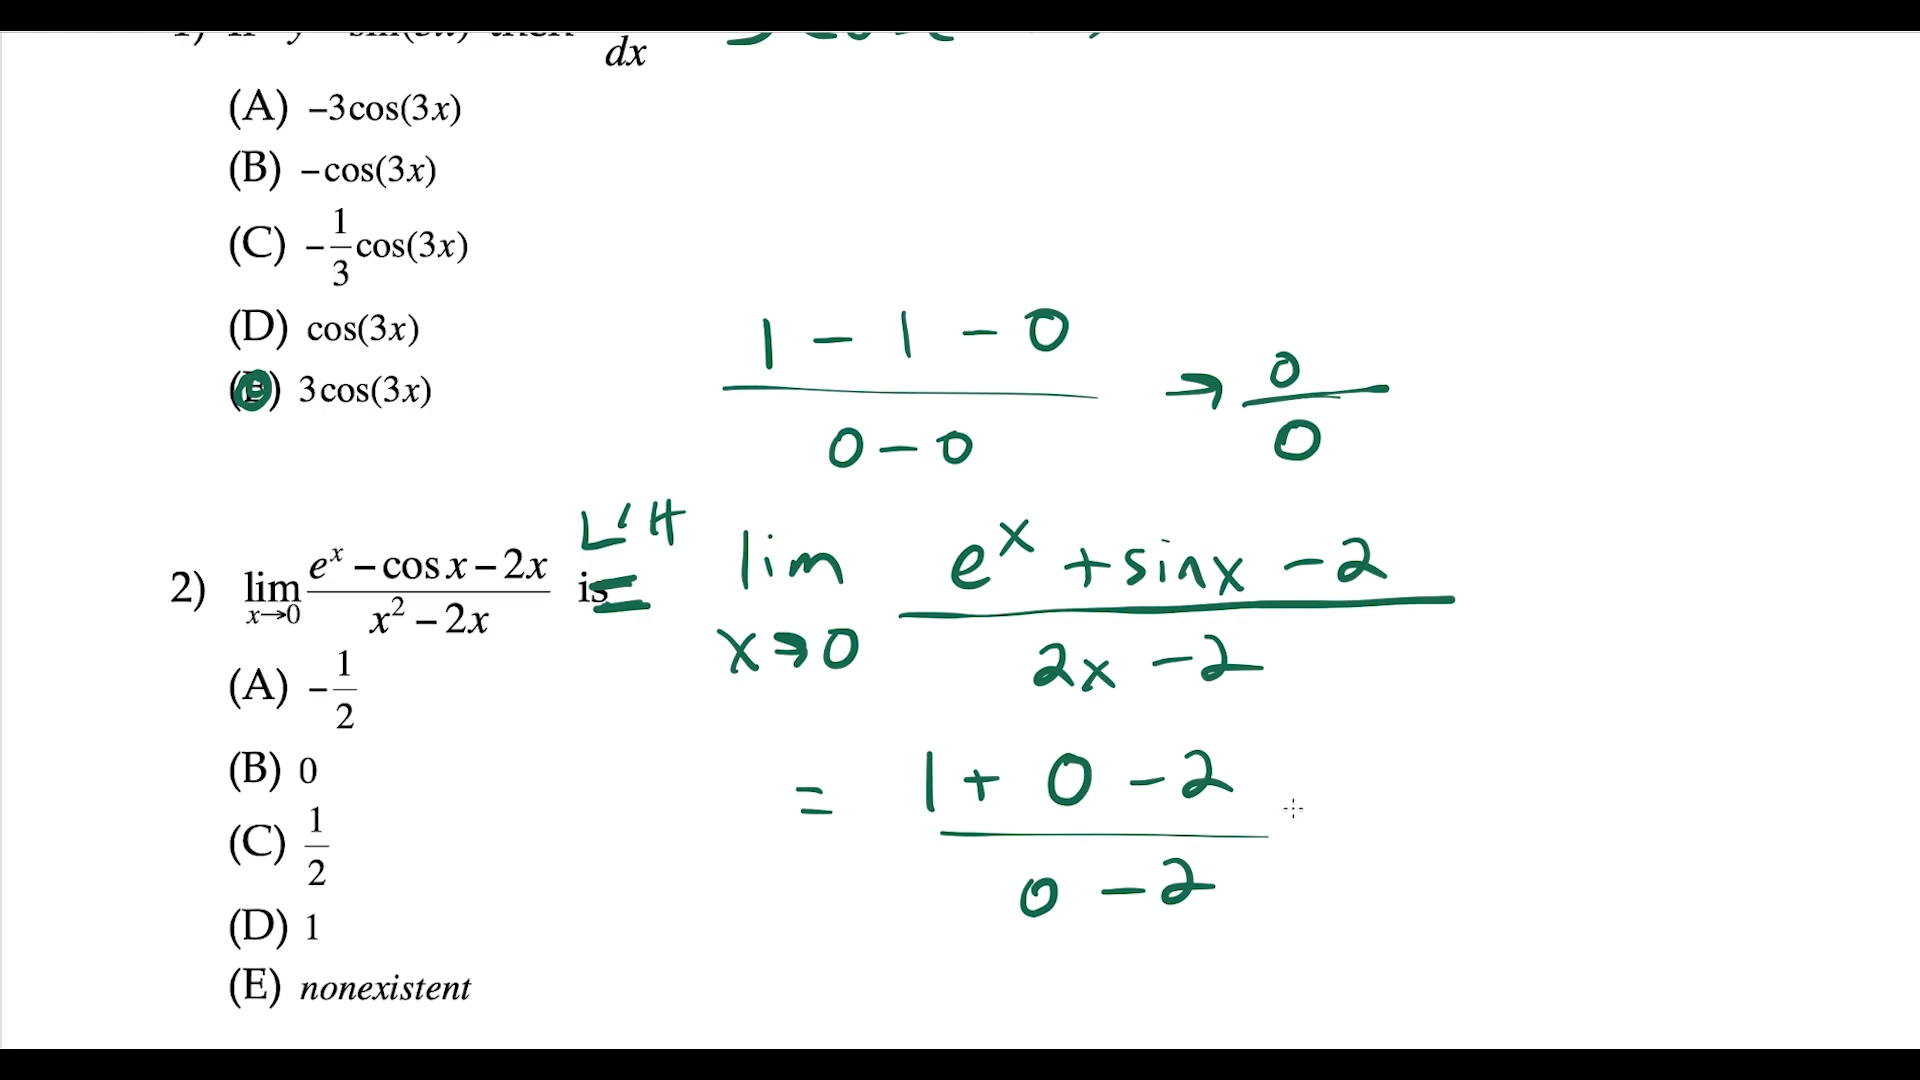 dx
(A) –3cos(3x)
(B) –cos(3x)
(C) –1/3 cos(3x)
(D) cos(3x)
(E) 3cos(3x)
1 – 1 – 0 / 0 – 0 → 0/0
2) lim x→0 (e^x – cos x – 2x)/(x² – 2x) is
L'H = lim x→0 (e^x + sinx – 2)/(2x – 2)
(A) –1/2
(B) 0
= (1 + 0 – 2)/(0 – 2)
(C) 1/2
(D) 1
(E) nonexistent